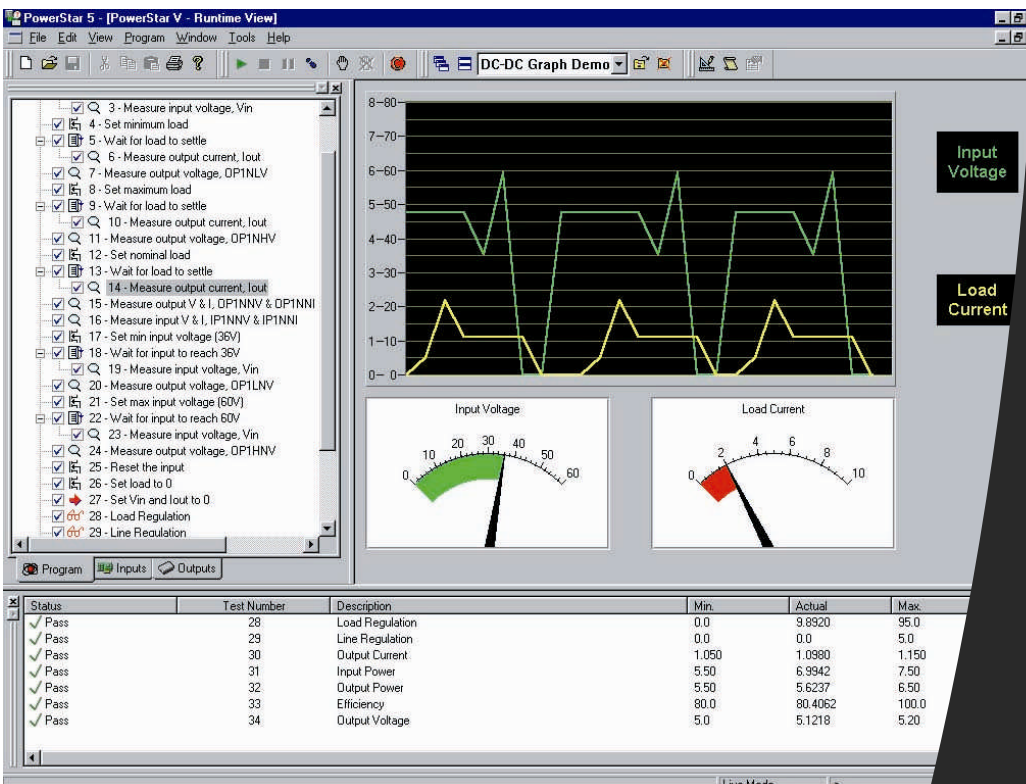 PowerStar 5 - [PowerStar V - Runtime View]
File Edit View Program Window Tools Help
DC-DC Graph Demo
3 - Measure input voltage, Vin
4 - Set minimum load
5 - Wait for load to settle
6 - Measure output current, Iout
7 - Measure output voltage, OP1NLV
8 - Set maximum load
9 - Wait for load to settle
10 - Measure output current, Iout
11 - Measure output voltage, OP1NHV
12 - Set nominal load
13 - Wait for load to settle
14 - Measure output current, Iout
15 - Measure output V & I, OP1NNV & OP1NNI
16 - Measure input V & I, IP1NNV & IP1NNI
17 - Set min input voltage (36V)
18 - Wait for input to reach 36V
19 - Measure input voltage, Vin
20 - Measure output voltage, OP1LNV
21 - Set max input voltage (60V)
22 - Wait for input to reach 60V
23 - Measure input voltage, Vin
24 - Measure output voltage, OP1HNV
25 - Reset the input
26 - Set load to 0
27 - Set Vin and Iout to 0
28 - Load Regulation
29 - Line Regulation
Program Inputs Outputs
8-80-
7-70-
6-60-
5-50-
4-40-
3-30-
2-20-
1-10-
0- 0-
Input
Voltage
Load
Current
Input Voltage
0 10 20 30 40 50 60
Load Current
0 2 4 6 8 10
Status Test Number Description Min. Actual Max.
Pass 28 Load Regulation 0.0 9.8920 95.0
Pass 29 Line Regulation 0.0 0.0 5.0
Pass 30 Output Current 1.050 1.0980 1.150
Pass 31 Input Power 5.50 6.9942 7.50
Pass 32 Output Power 5.50 5.6237 6.50
Pass 33 Efficiency 80.0 80.4062 100.0
Pass 34 Output Voltage 5.0 5.1218 5.20
Live Mode